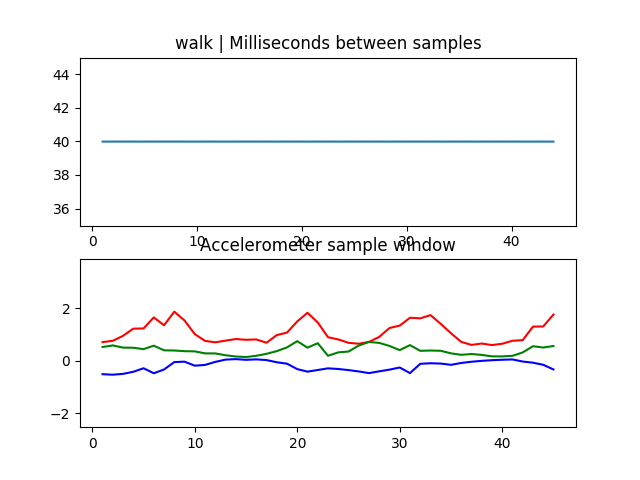 walk | Milliseconds between samples
44
42
40
38
36
0 10 20 30 40
Accelerometer sample window
2
0
−2
0 10 20 30 40